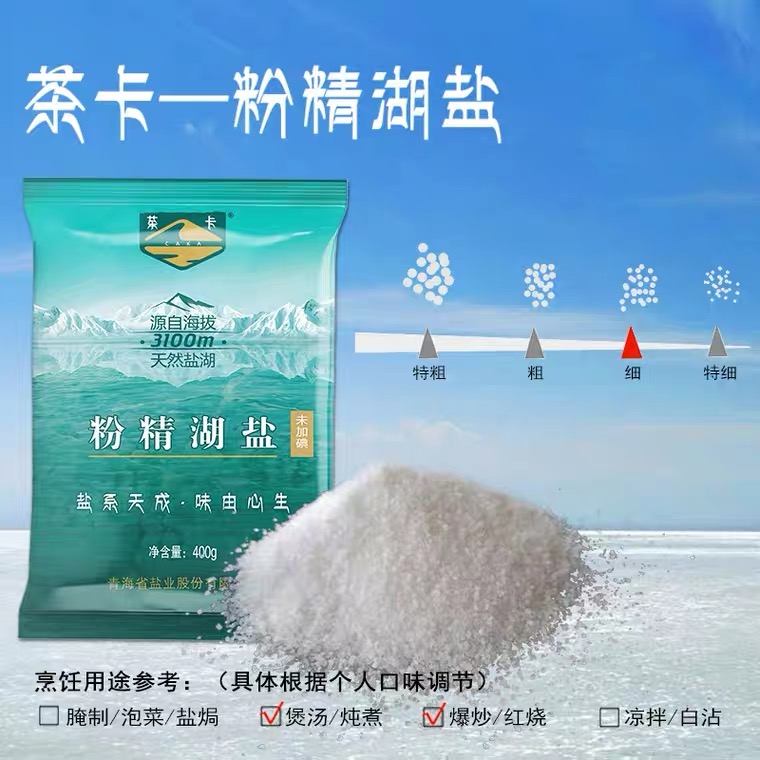 茶卡—粉精湖盐
茶卡®
CAKA
源自海拔
·3100m·
天然盐湖
粉精湖盐
未加碘
盐系天成·味由心生
净含量：400g
青海省盐业股份有限
特粗 粗 细 特细
烹饪用途参考：（具体根据个人口味调节）
腌制/泡菜/盐焗 煲汤/炖煮 爆炒/红烧 凉拌/白沾